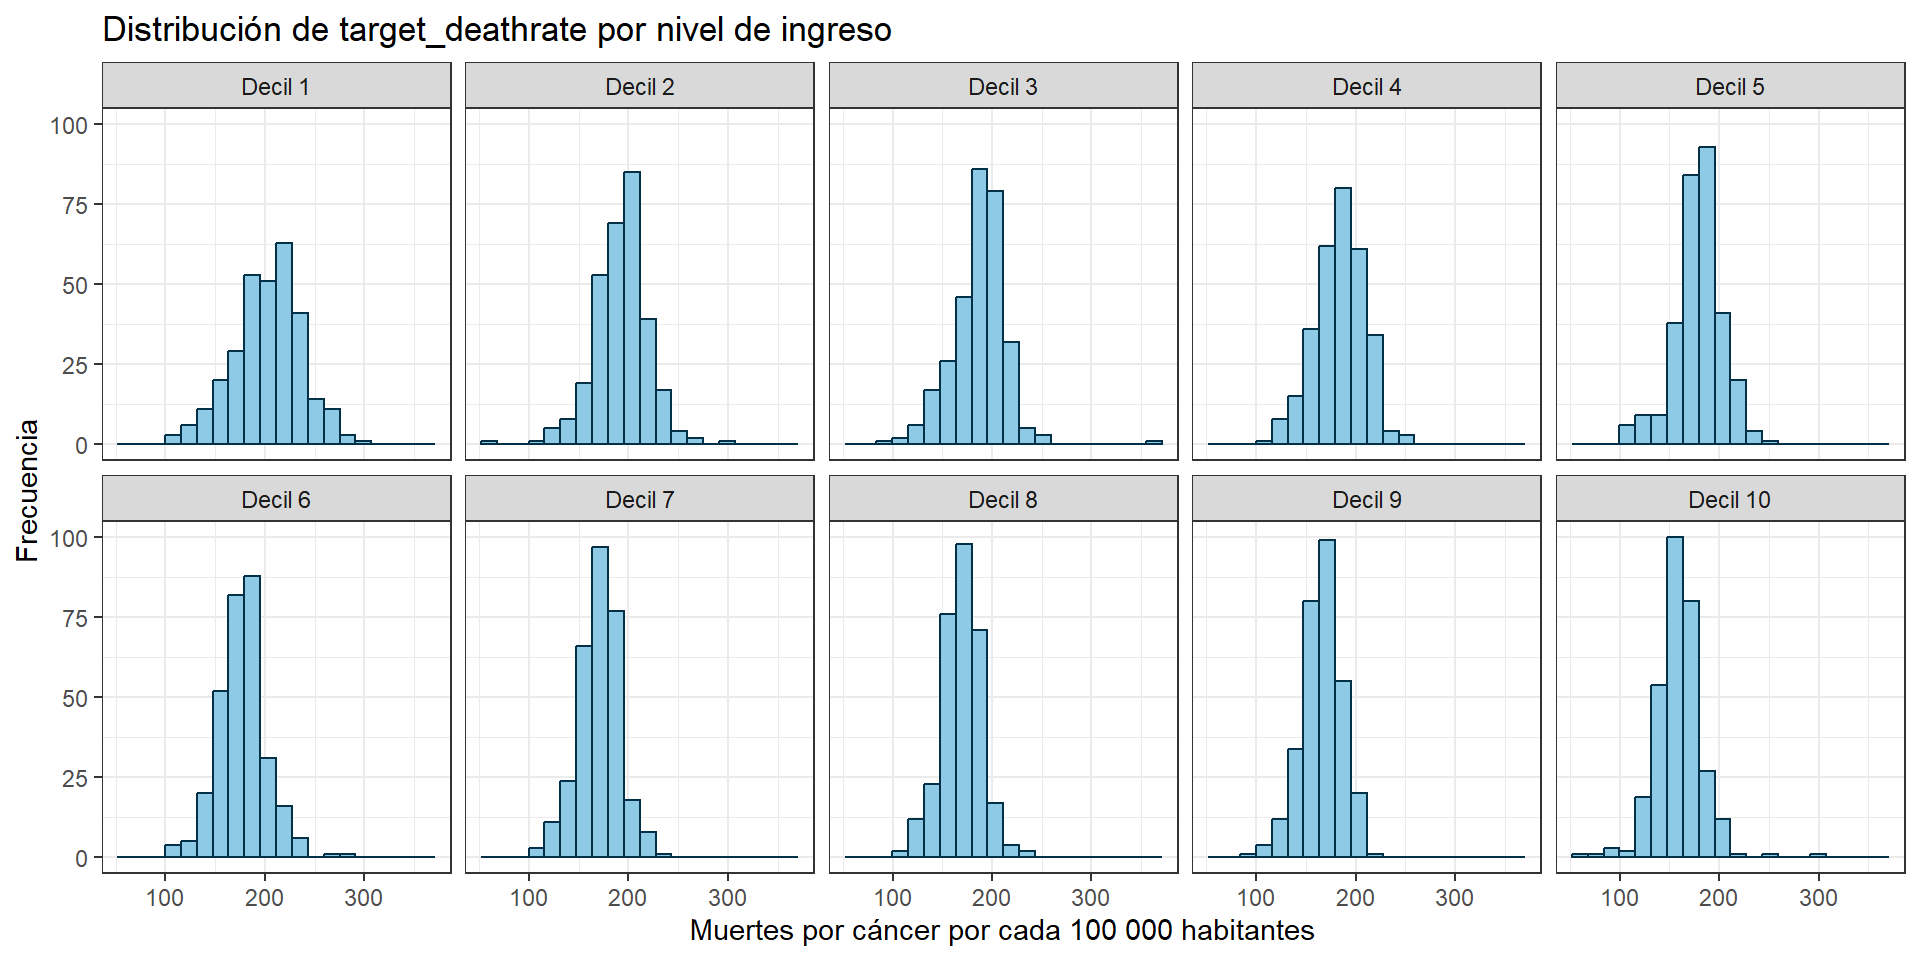 Distribución de target_deathrate por nivel de ingreso
Decil 1 Decil 2 Decil 3 Decil 4 Decil 5
100
75
50
25
0
Decil 6 Decil 7 Decil 8 Decil 9 Decil 10
100
75
50
25
0
100 200 300 100 200 300 100 200 300 100 200 300 100 200 300
Muertes por cáncer por cada 100 000 habitantes
Frecuencia